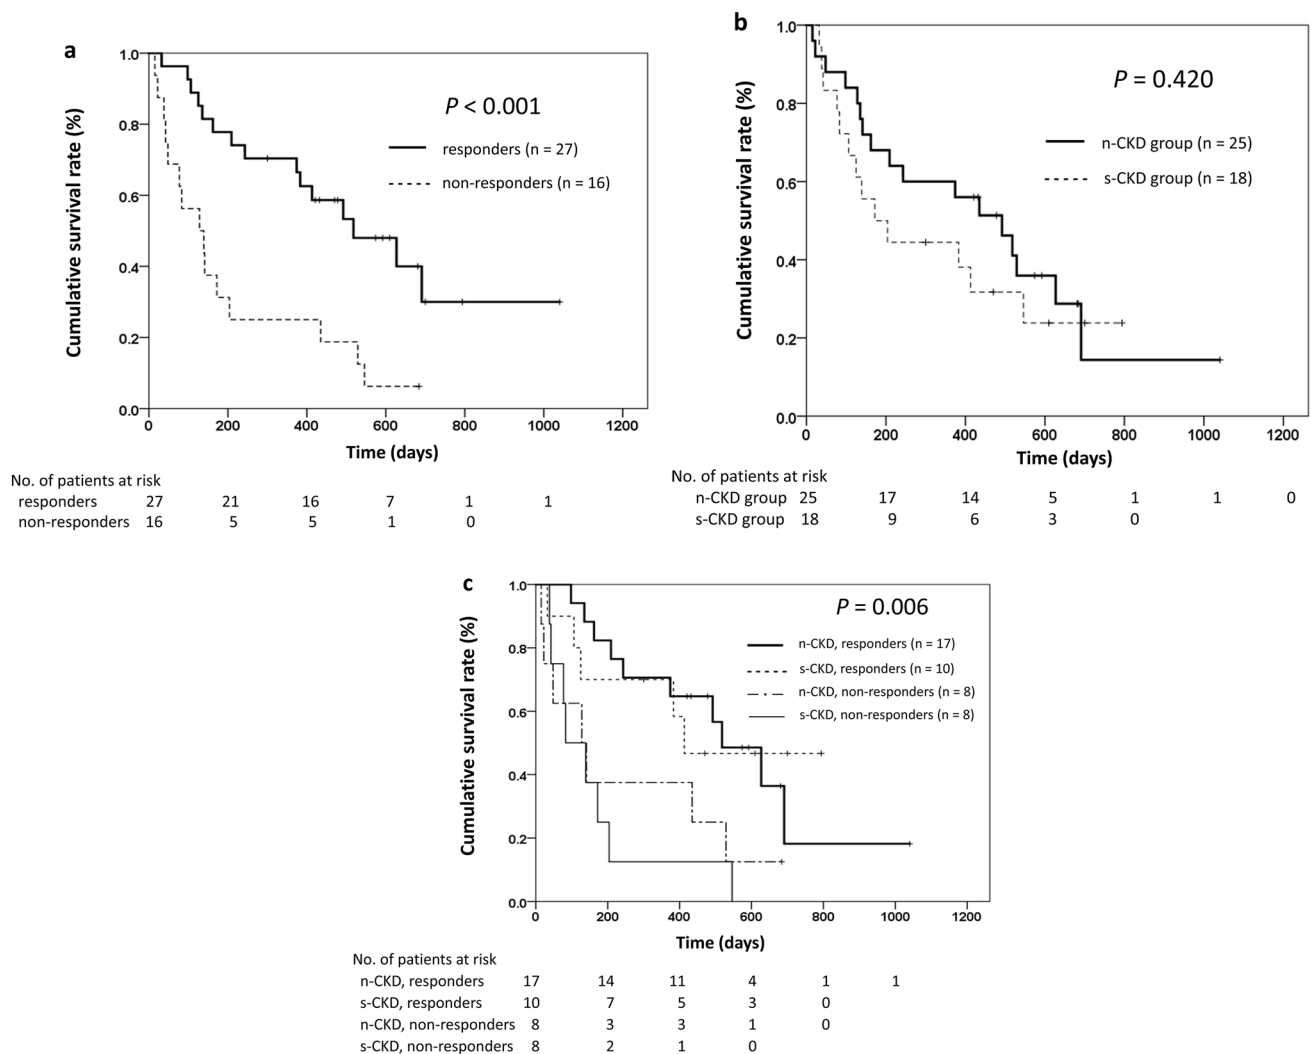 a
P < 0.001
responders (n = 27)
non-responders (n = 16)
Cumulative survival rate (%)
1.0
0.8
0.6
0.4
0.2
0.0
0 200 400 600 800 1000 1200
Time (days)
No. of patients at risk
responders 27 21 16 7 1 1
non-responders 16 5 5 1 0
b
P = 0.420
n-CKD group (n = 25)
s-CKD group (n = 18)
Cumulative survival rate (%)
1.0
0.8
0.6
0.4
0.2
0.0
0 200 400 600 800 1000 1200
Time (days)
No. of patients at risk
n-CKD group 25 17 14 5 1 1 0
s-CKD group 18 9 6 3 0
c
P = 0.006
n-CKD, responders (n = 17)
s-CKD, responders (n = 10)
n-CKD, non-responders (n = 8)
s-CKD, non-responders (n = 8)
Cumulative survival rate (%)
1.0
0.8
0.6
0.4
0.2
0.0
0 200 400 600 800 1000 1200
Time (days)
No. of patients at risk
n-CKD, responders 17 14 11 4 1 1
s-CKD, responders 10 7 5 3 0
n-CKD, non-responders 8 3 3 1 0
s-CKD, non-responders 8 2 1 0